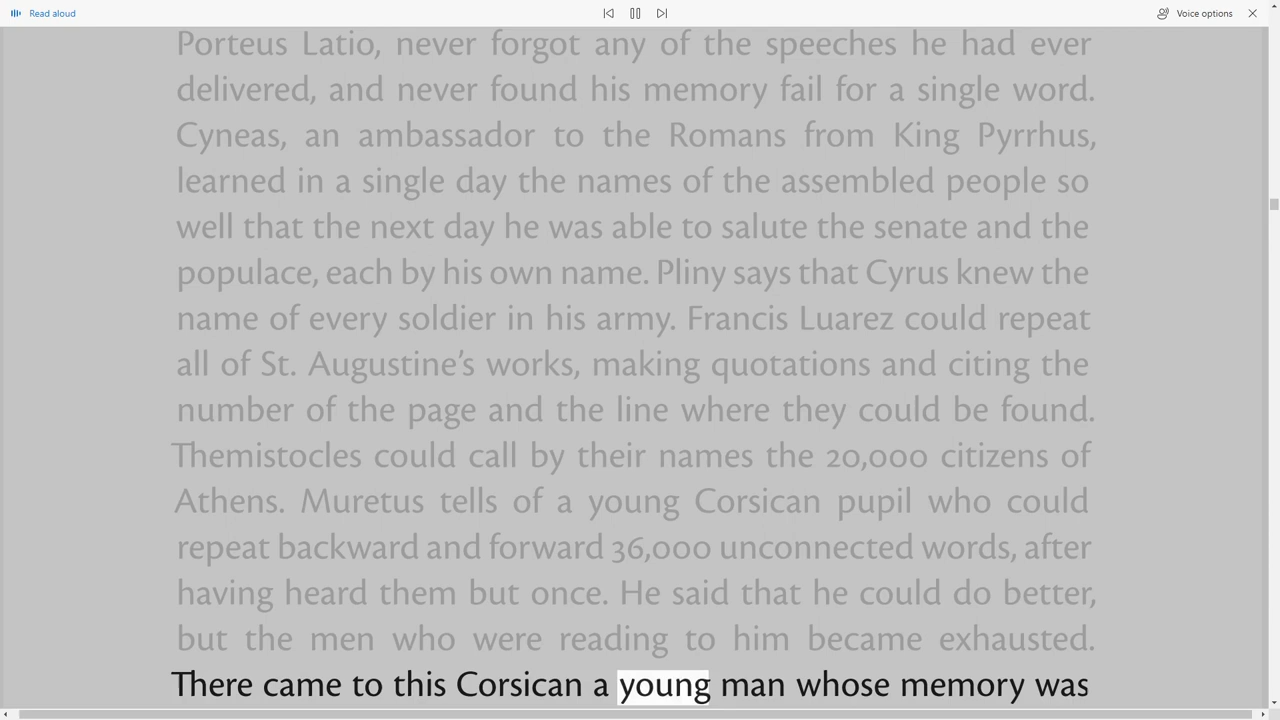 Read aloud
Voice options
Porteus Latio, never forgot any of the speeches he had ever
delivered, and never found his memory fail for a single word.
Cyneas, an ambassador to the Romans from King Pyrrhus,
learned in a single day the names of the assembled people so
well that the next day he was able to salute the senate and the
populace, each by his own name. Pliny says that Cyrus knew the
name of every soldier in his army. Francis Luarez could repeat
all of St. Augustine’s works, making quotations and citing the
number of the page and the line where they could be found.
Themistocles could call by their names the 20,000 citizens of
Athens. Muretus tells of a young Corsican pupil who could
repeat backward and forward 36,000 unconnected words, after
having heard them but once. He said that he could do better,
but the men who were reading to him became exhausted.
There came to this Corsican a young man whose memory was